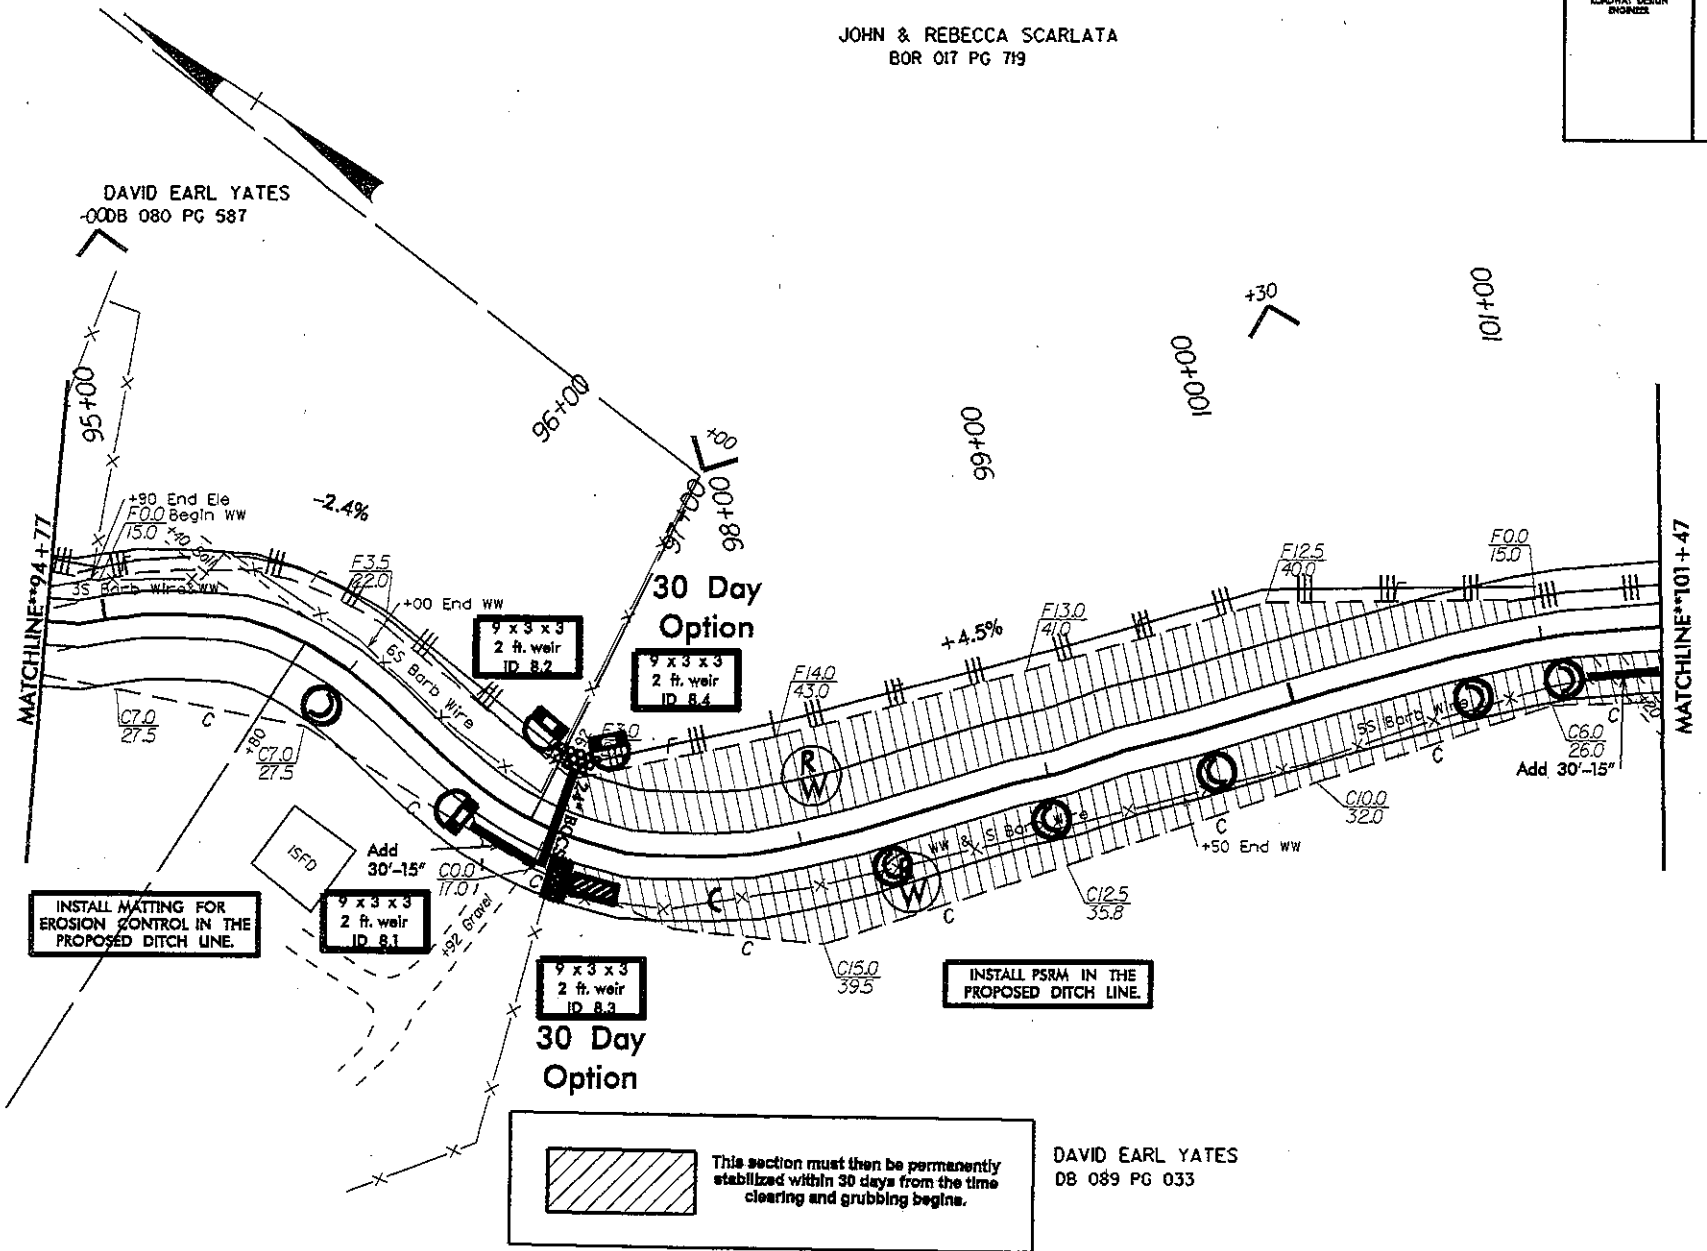 ROADWAY DESIGN
ENGINEER
JOHN & REBECCA SCARLATA
BOR 017 PG 719
DAVID EARL YATES
-00DB 080 PG 587
+30
101+00
100+00
95+00
96+00
+00
99+00
97+00
98+00
+90 End Ele
F0.0 Begin WW
15.0
-2.4%
MATCHLINE**94+77
MATCHLINE**101+47
3S Barb Wire WW
F3.5
22.0
+00 End WW
6S Barb Wire
9 x 3 x 3
2 ft. weir
ID 8.2
30 Day
Option
9 x 3 x 3
2 ft. weir
ID 8.4
F14.0
43.0
+4.5%
F13.0
41.0
F12.5
40.0
F0.0
15.0
F3.0
C7.0
27.5
C
+80
C7.0
27.5
C
R
W
SS Barb Wire
C
C6.0
26.0
Add 30'-15"
C
C10.0
32.0
C
+50 End WW
WW & S Barb Wire
W
C12.5
35.8
C
C
C
C15.0
39.5
ISFD
Add
30'-15"
C0.0
17.0
C
+92 Gravel
INSTALL MATTING FOR
EROSION CONTROL IN THE
PROPOSED DITCH LINE.
9 x 3 x 3
2 ft. weir
ID 8.1
9 x 3 x 3
2 ft. weir
ID 8.3
30 Day
Option
INSTALL PSRM IN THE
PROPOSED DITCH LINE.
This section must then be permanently
stabilized within 30 days from the time
clearing and grubbing begins.
DAVID EARL YATES
DB 089 PG 033